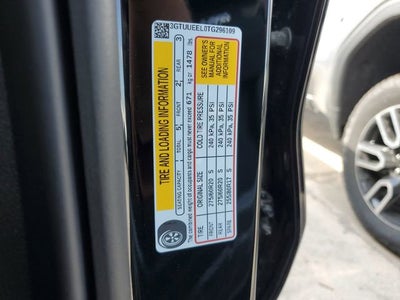 3GTUUEEL0TG296109
TIRE AND LOADING INFORMATION
SEATING CAPACITY TOTAL 5 FRONT 2 REAR 3
The combined weight of occupants and cargo must never exceed 671 kg or 1478 lbs
TIRE ORIGINAL SIZE COLD TIRE PRESSURE
FRONT 275/60R20 S 240 kPa, 35 PSI
REAR 275/60R20 S 240 kPa, 35 PSI
SPARE 255/80R17 S 240 kPa, 35 PSI
SEE OWNER'S
MANUAL FOR
ADDITIONAL
INFORMATION